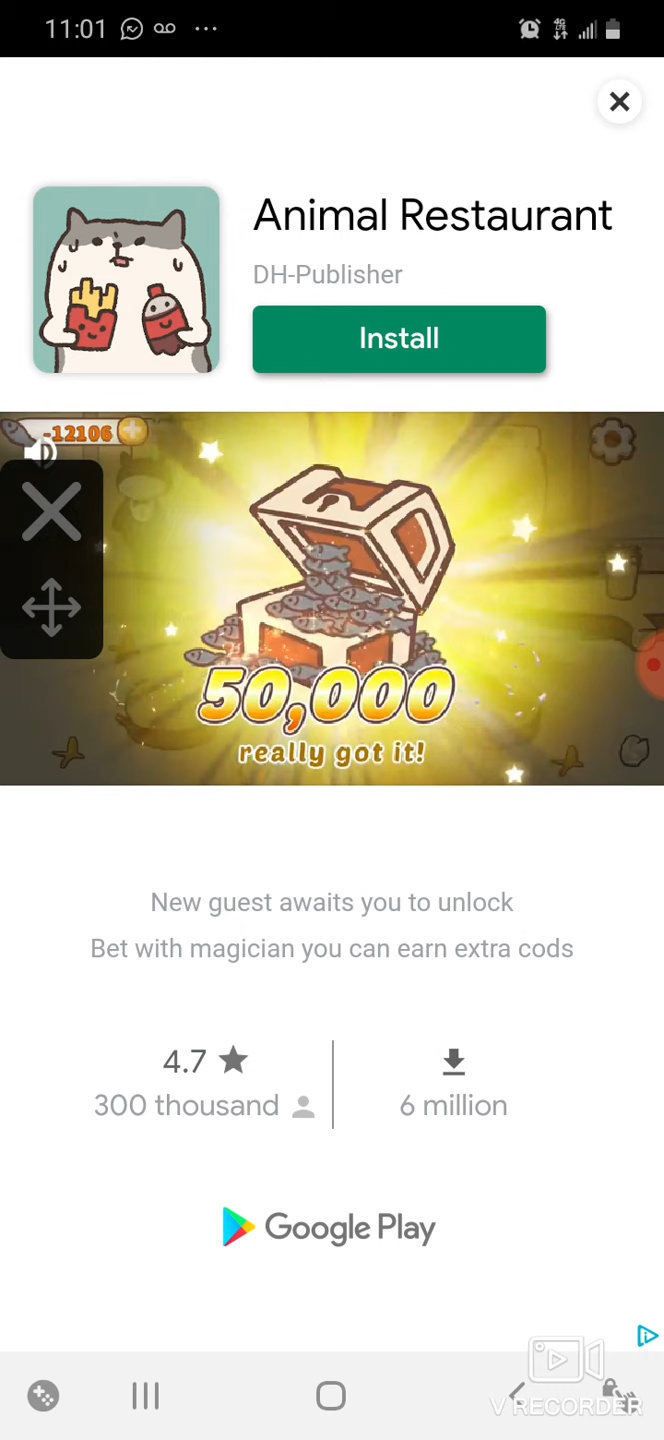 11:01
Animal Restaurant
DH-Publisher
Install
-12106
50,000
really got it!
New guest awaits you to unlock
Bet with magician you can earn extra cods
4.7
300 thousand
6 million
Google Play
V RECORDER